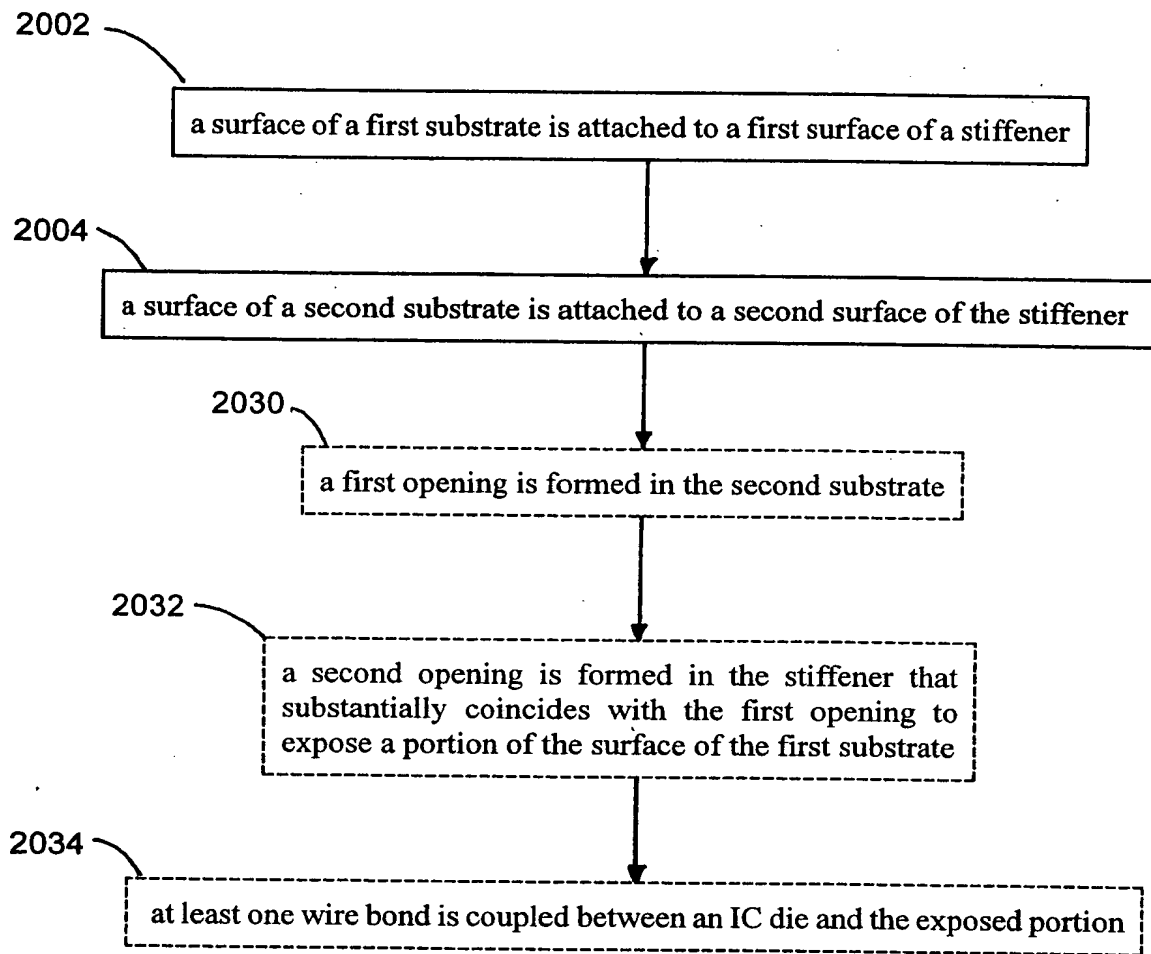 2002
a surface of a first substrate is attached to a first surface of a stiffener
2004
a surface of a second substrate is attached to a second surface of the stiffener
2030
a first opening is formed in the second substrate
2032
a second opening is formed in the stiffener that
substantially coincides with the first opening to
expose a portion of the surface of the first substrate
2034
at least one wire bond is coupled between an IC die and the exposed portion